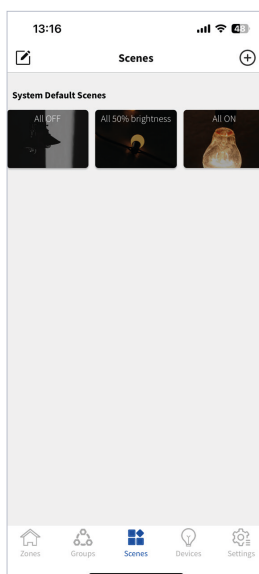 13:16 48
Scenes
System Default Scenes
All OFF All 50% brightness All ON
Zones Groups Scenes Devices Settings